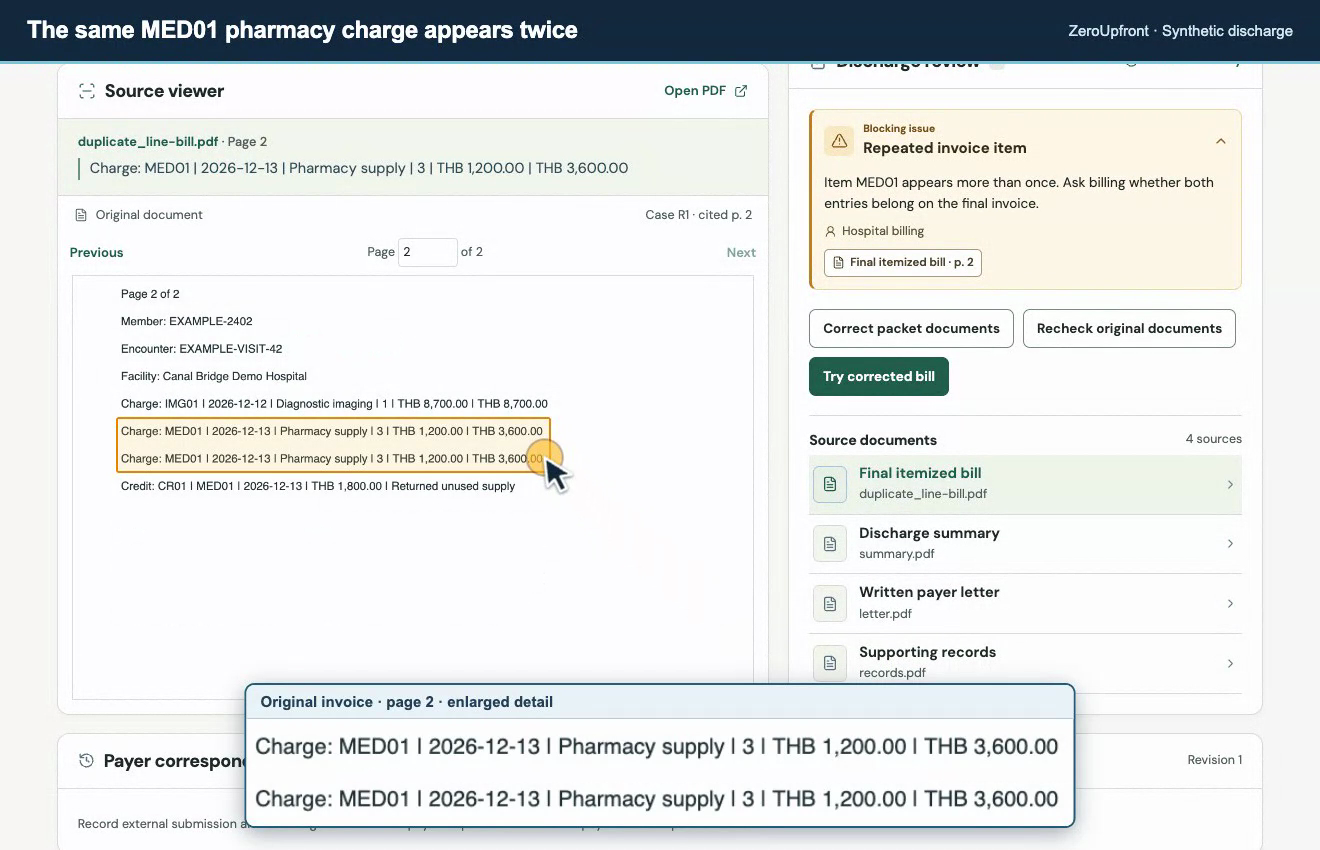 The same MED01 pharmacy charge appears twice
ZeroUpfront · Synthetic discharge
Source viewer
Open PDF
duplicate_line-bill.pdf · Page 2
Charge: MED01 | 2026-12-13 | Pharmacy supply | 3 | THB 1,200.00 | THB 3,600.00
Original document
Case R1 · cited p. 2
Previous
Page 2 of 2
Next
Page 2 of 2
Member: EXAMPLE-2402
Encounter: EXAMPLE-VISIT-42
Facility: Canal Bridge Demo Hospital
Charge: IMG01 | 2026-12-12 | Diagnostic imaging | 1 | THB 8,700.00 | THB 8,700.00
Charge: MED01 | 2026-12-13 | Pharmacy supply | 3 | THB 1,200.00 | THB 3,600.00
Charge: MED01 | 2026-12-13 | Pharmacy supply | 3 | THB 1,200.00 | THB 3,600.00
Credit: CR01 | MED01 | 2026-12-13 | THB 1,800.00 | Returned unused supply
Discharge review
Blocking issue
Repeated invoice item
Item MED01 appears more than once. Ask billing whether both
entries belong on the final invoice.
Hospital billing
Final itemized bill · p. 2
Correct packet documents
Recheck original documents
Try corrected bill
Source documents
4 sources
Final itemized bill
duplicate_line-bill.pdf
Discharge summary
summary.pdf
Written payer letter
letter.pdf
Supporting records
records.pdf
Original invoice · page 2 · enlarged detail
Charge: MED01 | 2026-12-13 | Pharmacy supply | 3 | THB 1,200.00 | THB 3,600.00
Charge: MED01 | 2026-12-13 | Pharmacy supply | 3 | THB 1,200.00 | THB 3,600.00
Payer
Revision 1
Record external submission